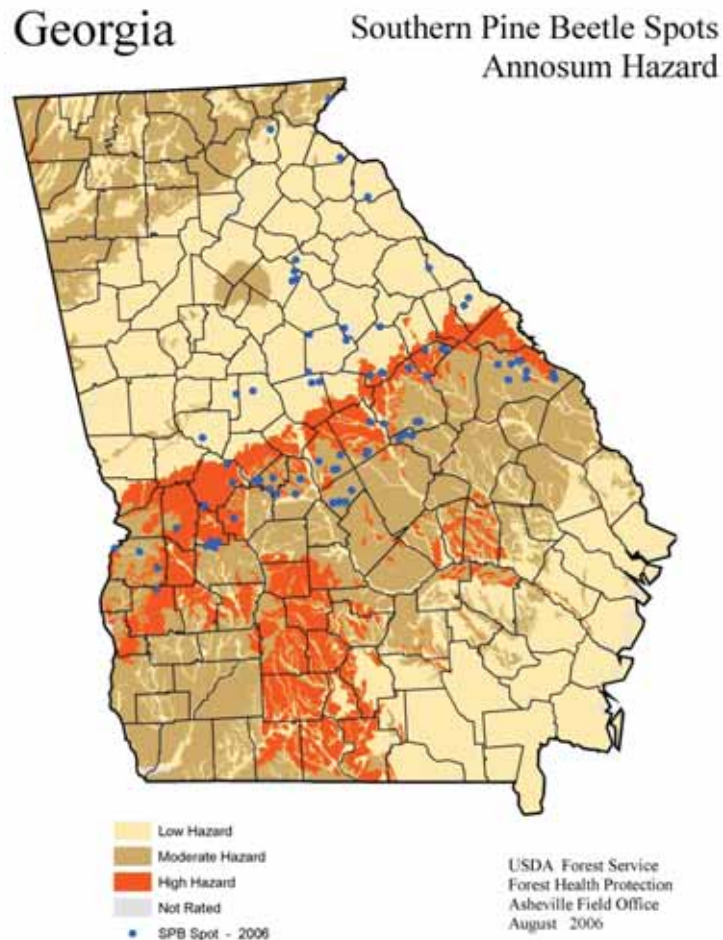 Georgia
Southern Pine Beetle Spots
Annosum Hazard
Low Hazard
Moderate Hazard
High Hazard
Not Rated
SPB Spot - 2006
USDA Forest Service
Forest Health Protection
Asheville Field Office
August 2006